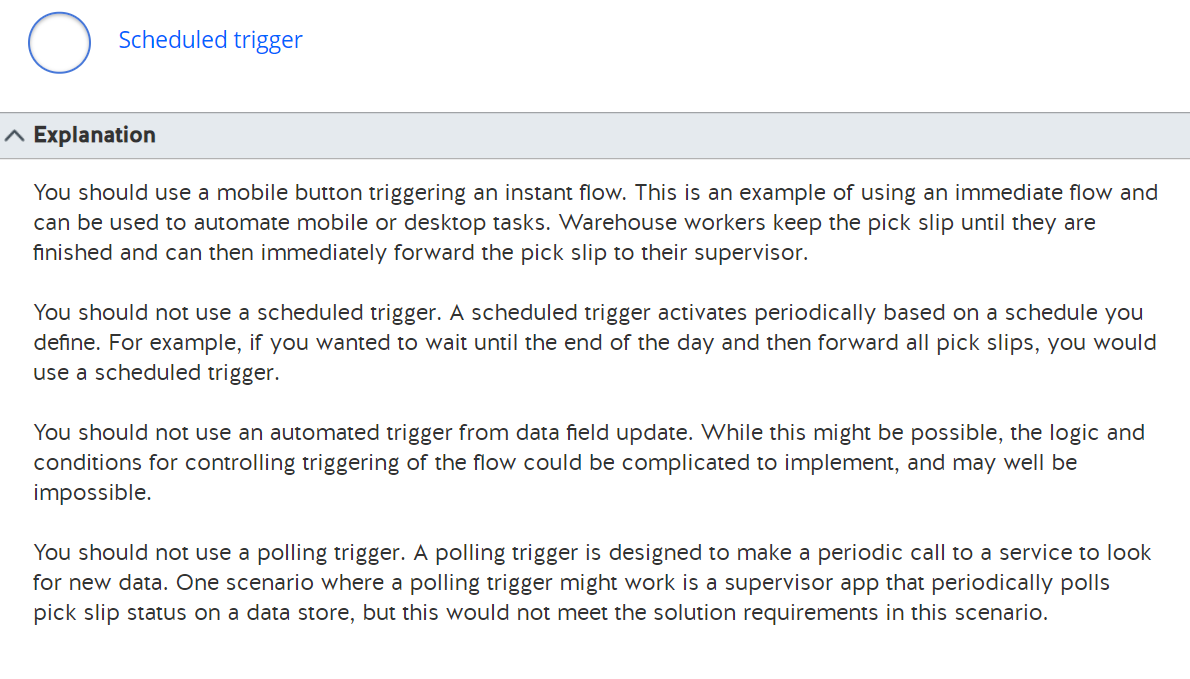 Scheduled trigger
Explanation
You should use a mobile button triggering an instant flow. This is an example of using an immediate flow and
can be used to automate mobile or desktop tasks. Warehouse workers keep the pick slip until they are
finished and can then immediately forward the pick slip to their supervisor.
You should not use a scheduled trigger. A scheduled trigger activates periodically based on a schedule you
define. For example, if you wanted to wait until the end of the day and then forward all pick slips, you would
use a scheduled trigger.
You should not use an automated trigger from data field update. While this might be possible, the logic and
conditions for controlling triggering of the flow could be complicated to implement, and may well be
impossible.
You should not use a polling trigger. A polling trigger is designed to make a periodic call to a service to look
for new data. One scenario where a polling trigger might work is a supervisor app that periodically polls
pick slip status on a data store, but this would not meet the solution requirements in this scenario.